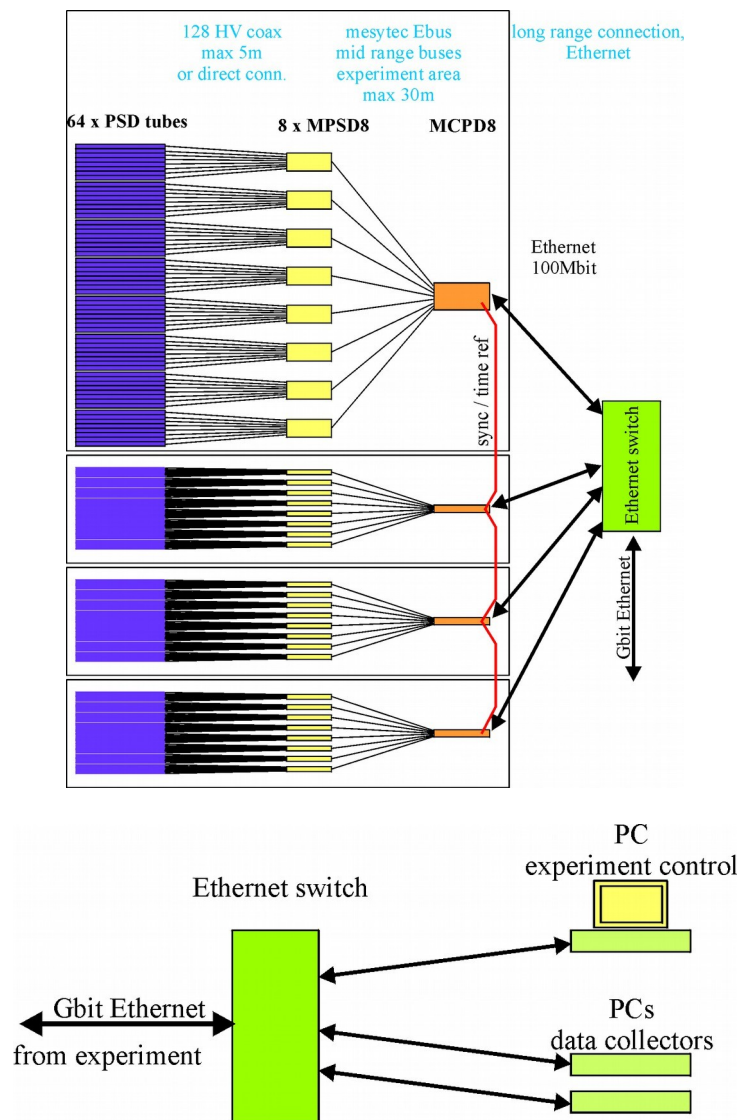 128 HV coax
max 5m
or direct conn.
mesytec Ebus
mid range buses
experiment area
max 30m
long range connection,
Ethernet
64 x PSD tubes
8 x MPSD8
MCPD8
Ethernet
100Mbit
sync / time ref
Ethernet switch
Gbit Ethernet
PC
experiment control
Ethernet switch
Gbit Ethernet
from experiment
PCs
data collectors